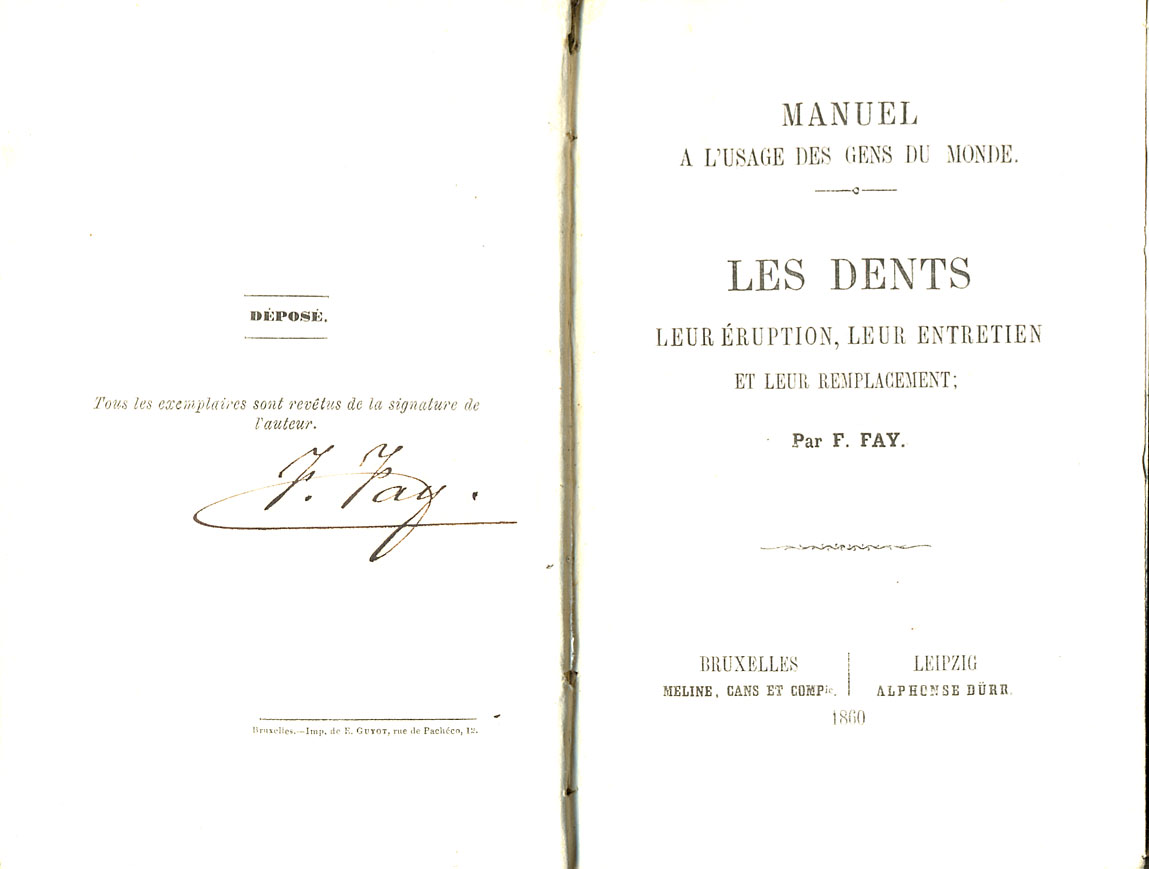 DÉPOSÉ.
Tous les exemplaires sont revêtus de la signature de
l'auteur.
F. Fay.
Bruxelles.—Imp. de E. GUYOT, rue de Pachéco, 12.
MANUEL
A L'USAGE DES GENS DU MONDE.
LES DENTS
LEUR ÉRUPTION, LEUR ENTRETIEN
ET LEUR REMPLACEMENT;
Par F. FAY.
BRUXELLES
MELINE, CANS ET COMPie.
LEIPZIG
ALPHONSE DÜRR.
1860